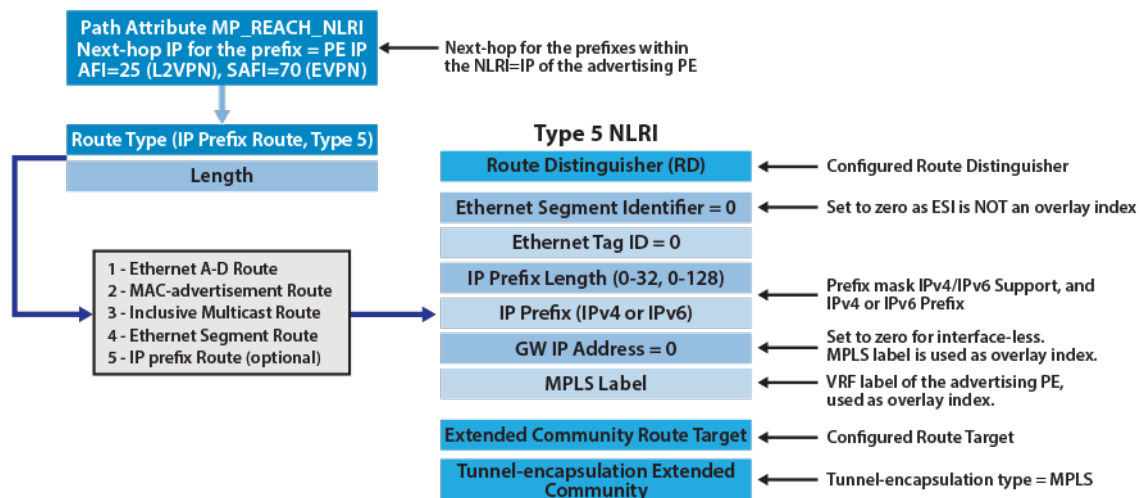 Path Attribute MP_REACH_NLRI
Next-hop IP for the prefix = PE IP
AFI=25 (L2VPN), SAFI=70 (EVPN)
Next-hop for the prefixes within
the NLRI=IP of the advertising PE
Route Type (IP Prefix Route, Type 5)
Length
1 - Ethernet A-D Route
2 - MAC-advertisement Route
3 - Inclusive Multicast Route
4 - Ethernet Segment Route
5 - IP prefix Route (optional)
Type 5 NLRI
Route Distinguisher (RD)
Configured Route Distinguisher
Ethernet Segment Identifier = 0
Set to zero as ESI is NOT an overlay index
Ethernet Tag ID = 0
IP Prefix Length (0-32, 0-128)
IP Prefix (IPv4 or IPv6)
Prefix mask IPv4/IPv6 Support, and
IPv4 or IPv6 Prefix
GW IP Address = 0
Set to zero for interface-less.
MPLS label is used as overlay index.
MPLS Label
VRF label of the advertising PE,
used as overlay index.
Extended Community Route Target
Configured Route Target
Tunnel-encapsulation Extended
Community
Tunnel-encapsulation type = MPLS